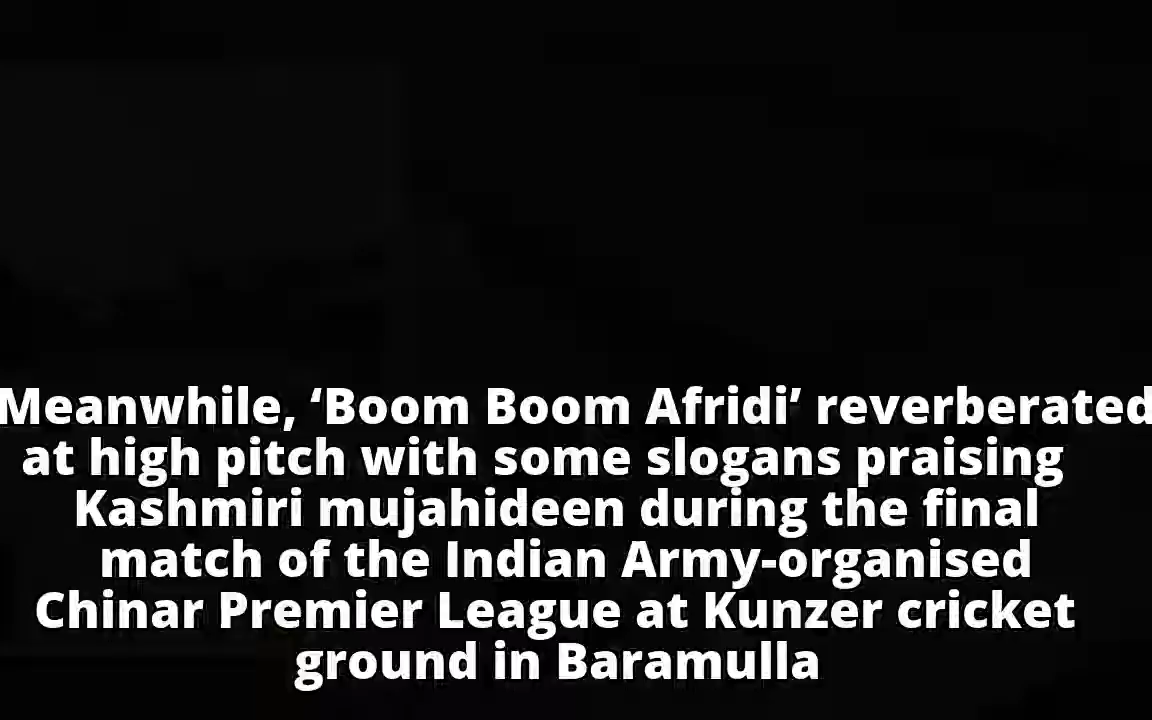 Meanwhile, ‘Boom Boom Afridi’ reverberated
at high pitch with some slogans praising
Kashmiri mujahideen during the final
match of the Indian Army-organised
Chinar Premier League at Kunzer cricket
ground in Baramulla